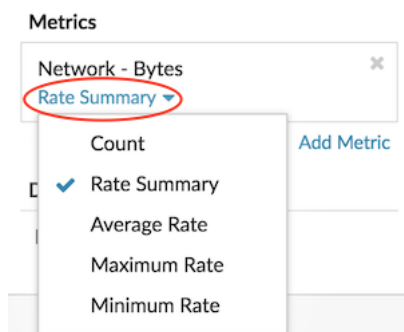 Metrics
Network - Bytes
Rate Summary
Count
Add Metric
Rate Summary
Average Rate
Maximum Rate
Minimum Rate